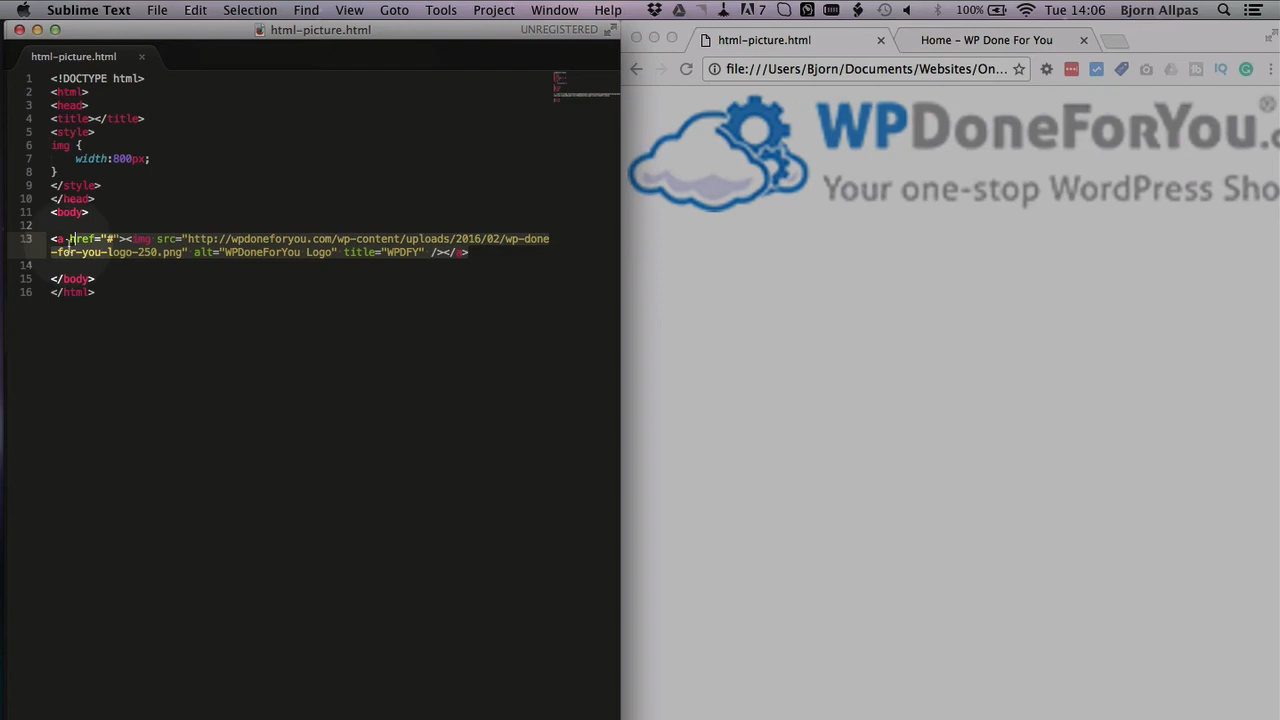 Sublime Text File Edit Selection Find View Goto Tools Project Window Help 7 100% Tue 14:06 Bjorn Allpas
html-picture.html UNREGISTERED
html-picture.html
1 <!DOCTYPE html>
2 <html>
3 <head>
4 <title></title>
5 <style>
6 img {
7 width:800px;
8 }
9 </style>
10 </head>
11 <body>
12
13 <a href="#"><img src="http://wpdoneforyou.com/wp-content/uploads/2016/02/wp-done
-for-you-logo-250.png" alt="WPDoneForYou Logo" title="WPDFY" /></a>
14
15 </body>
16 </html>
html-picture.html Home – WP Done For You
file:///Users/Bjorn/Documents/Websites/On...
WPDoneForYou.c
Your one-stop WordPress Sho